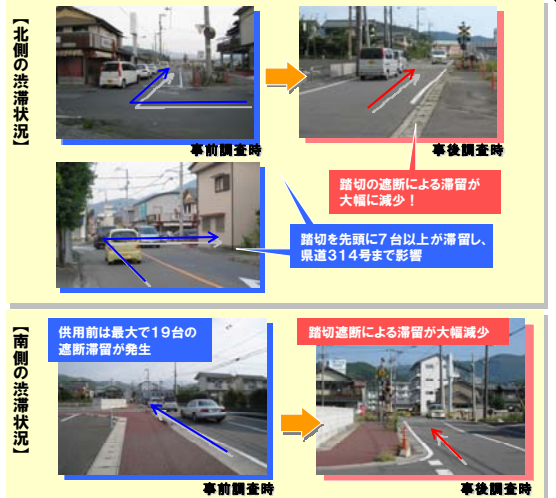 【北側の渋滞状況】
事前調査時
事後調査時
踏切の遮断による滞留が
大幅に減少！
踏切を先頭に７台以上が滞留し、
県道３１４号まで影響
【南側の渋滞状況】
供用前は最大で１９台の
遮断滞留が発生
踏切遮断による滞留が大幅減少
事前調査時
事後調査時